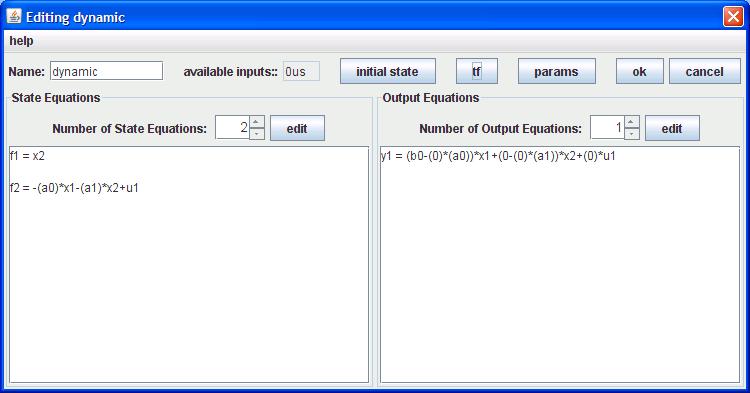 Editing dynamic
help
Name: dynamic available inputs:: 0us initial state tf params ok cancel
State Equations Output Equations
Number of State Equations: 2 edit Number of Output Equations: 1 edit
f1 = x2 y1 = (b0-(0)*(a0))*x1+(0-(0)*(a1))*x2+(0)*u1
f2 = -(a0)*x1-(a1)*x2+u1